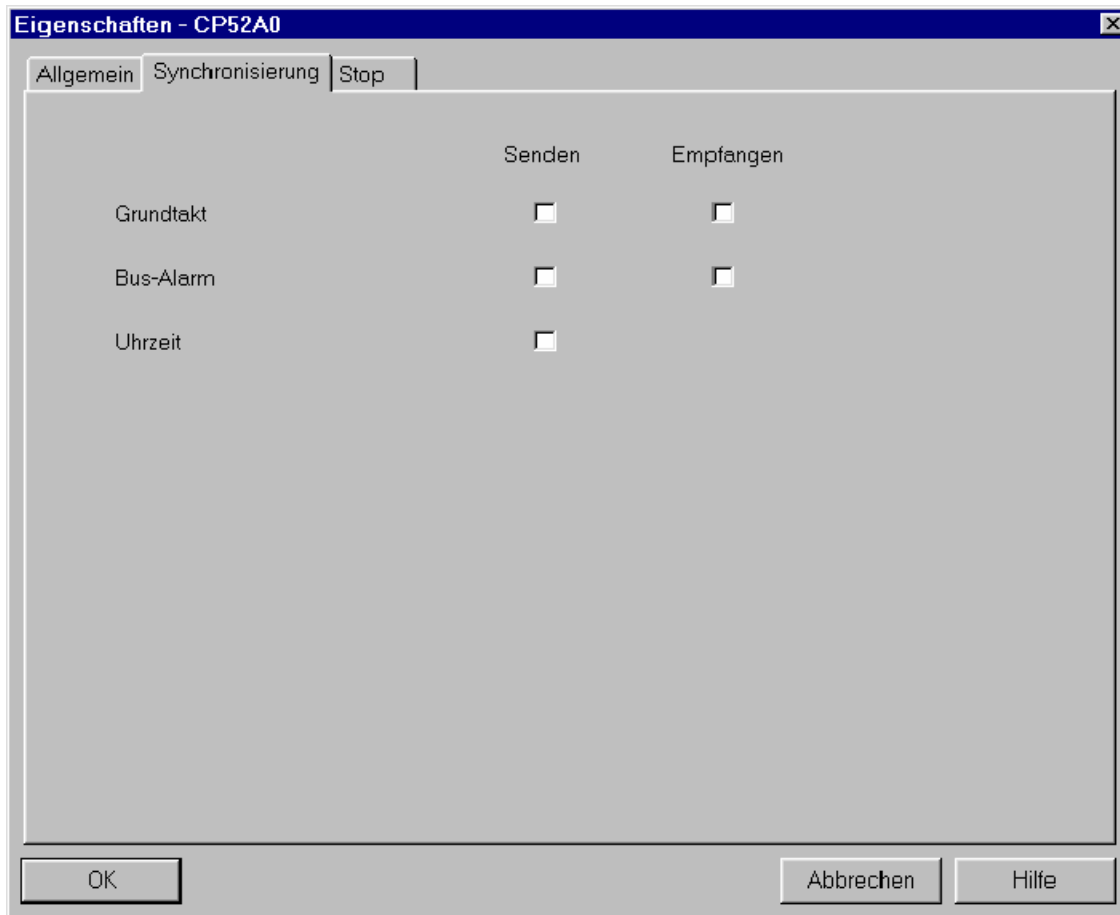 Eigenschaften - CP52A0
Allgemein Synchronisierung Stop
Senden Empfangen
Grundtakt
Bus-Alarm
Uhrzeit
OK Abbrechen Hilfe